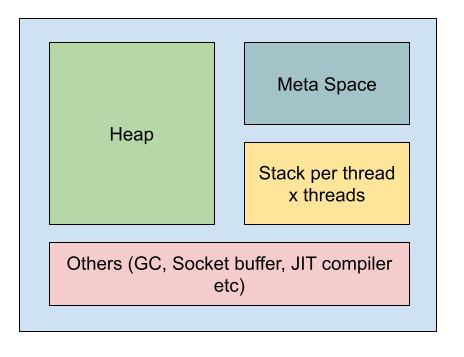 Heap
Meta Space
Stack per thread
x threads
Others (GC, Socket buffer, JIT compiler
etc)